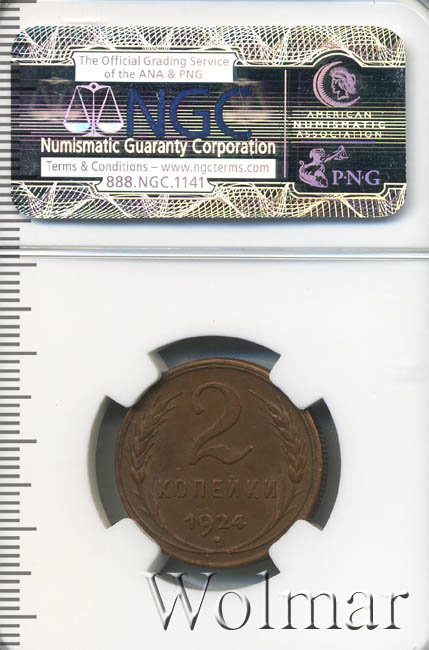 The Official Grading Service
of the ANA & PNG
NGC
Numismatic Guaranty Corporation
Terms & Conditions – www.ngcterms.com
888.NGC.1141
AMERICAN
NUMISMATIC
ASSOCIATION
P·N·G
2
КОПЕЙКИ
1924
Wolmar